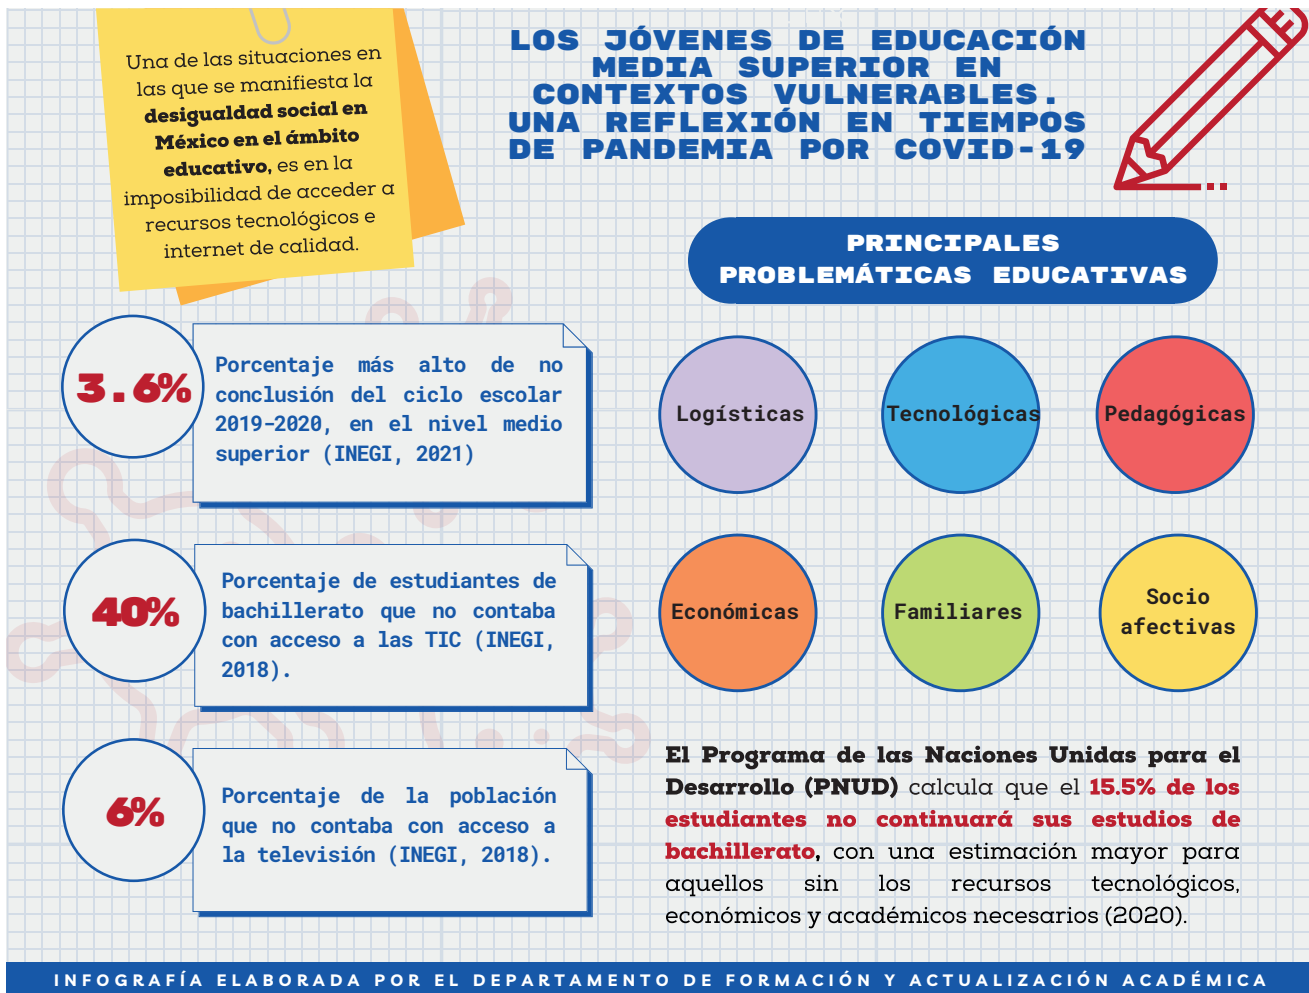 Una de las situaciones en
las que se manifiesta la
desigualdad social en
México en el ámbito
educativo, es en la
imposibilidad de acceder a
recursos tecnológicos e
internet de calidad.
LOS JÓVENES DE EDUCACIÓN
MEDIA SUPERIOR EN
CONTEXTOS VULNERABLES.
UNA REFLEXIÓN EN TIEMPOS
DE PANDEMIA POR COVID-19
3.6%
Porcentaje más alto de no
conclusión del ciclo escolar
2019-2020, en el nivel medio
superior (INEGI, 2021)
40%
Porcentaje de estudiantes de
bachillerato que no contaba
con acceso a las TIC (INEGI,
2018).
6%
Porcentaje de la población
que no contaba con acceso a
la televisión (INEGI, 2018).
PRINCIPALES
PROBLEMÁTICAS EDUCATIVAS
Logísticas
Tecnológicas
Pedagógicas
Económicas
Familiares
Socio
afectivas
El Programa de las Naciones Unidas para el
Desarrollo (PNUD) calcula que el 15.5% de los
estudiantes no continuará sus estudios de
bachillerato, con una estimación mayor para
aquellos sin los recursos tecnológicos,
económicos y académicos necesarios (2020).
INFOGRAFÍA ELABORADA POR EL DEPARTAMENTO DE FORMACIÓN Y ACTUALIZACIÓN ACADÉMICA